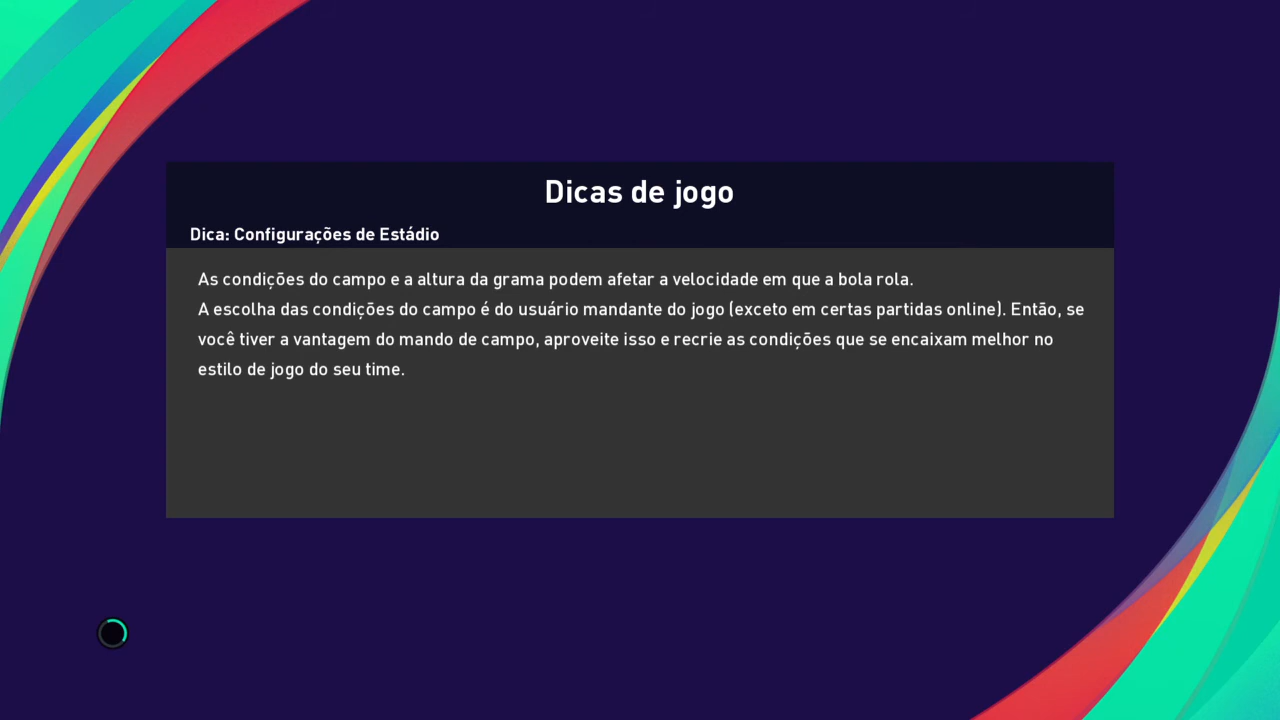 Dicas de jogo
Dica: Configurações de Estádio
As condições do campo e a altura da grama podem afetar a velocidade em que a bola rola.
A escolha das condições do campo é do usuário mandante do jogo (exceto em certas partidas online). Então, se
você tiver a vantagem do mando de campo, aproveite isso e recrie as condições que se encaixam melhor no
estilo de jogo do seu time.